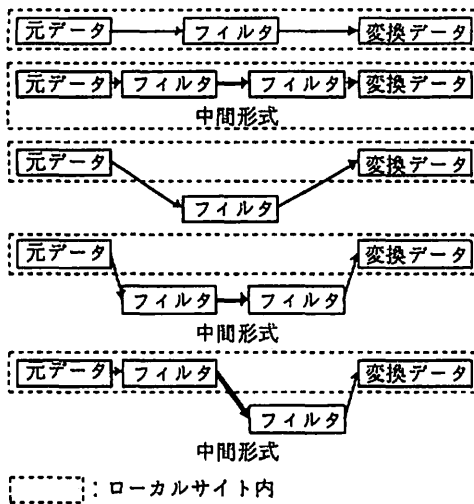 元データ フィルタ 変換データ
元データ フィルタ フィルタ 変換データ
中間形式
元データ 変換データ
フィルタ
元データ 変換データ
フィルタ フィルタ
中間形式
元データ フィルタ 変換データ
フィルタ
中間形式
:ローカルサイト内